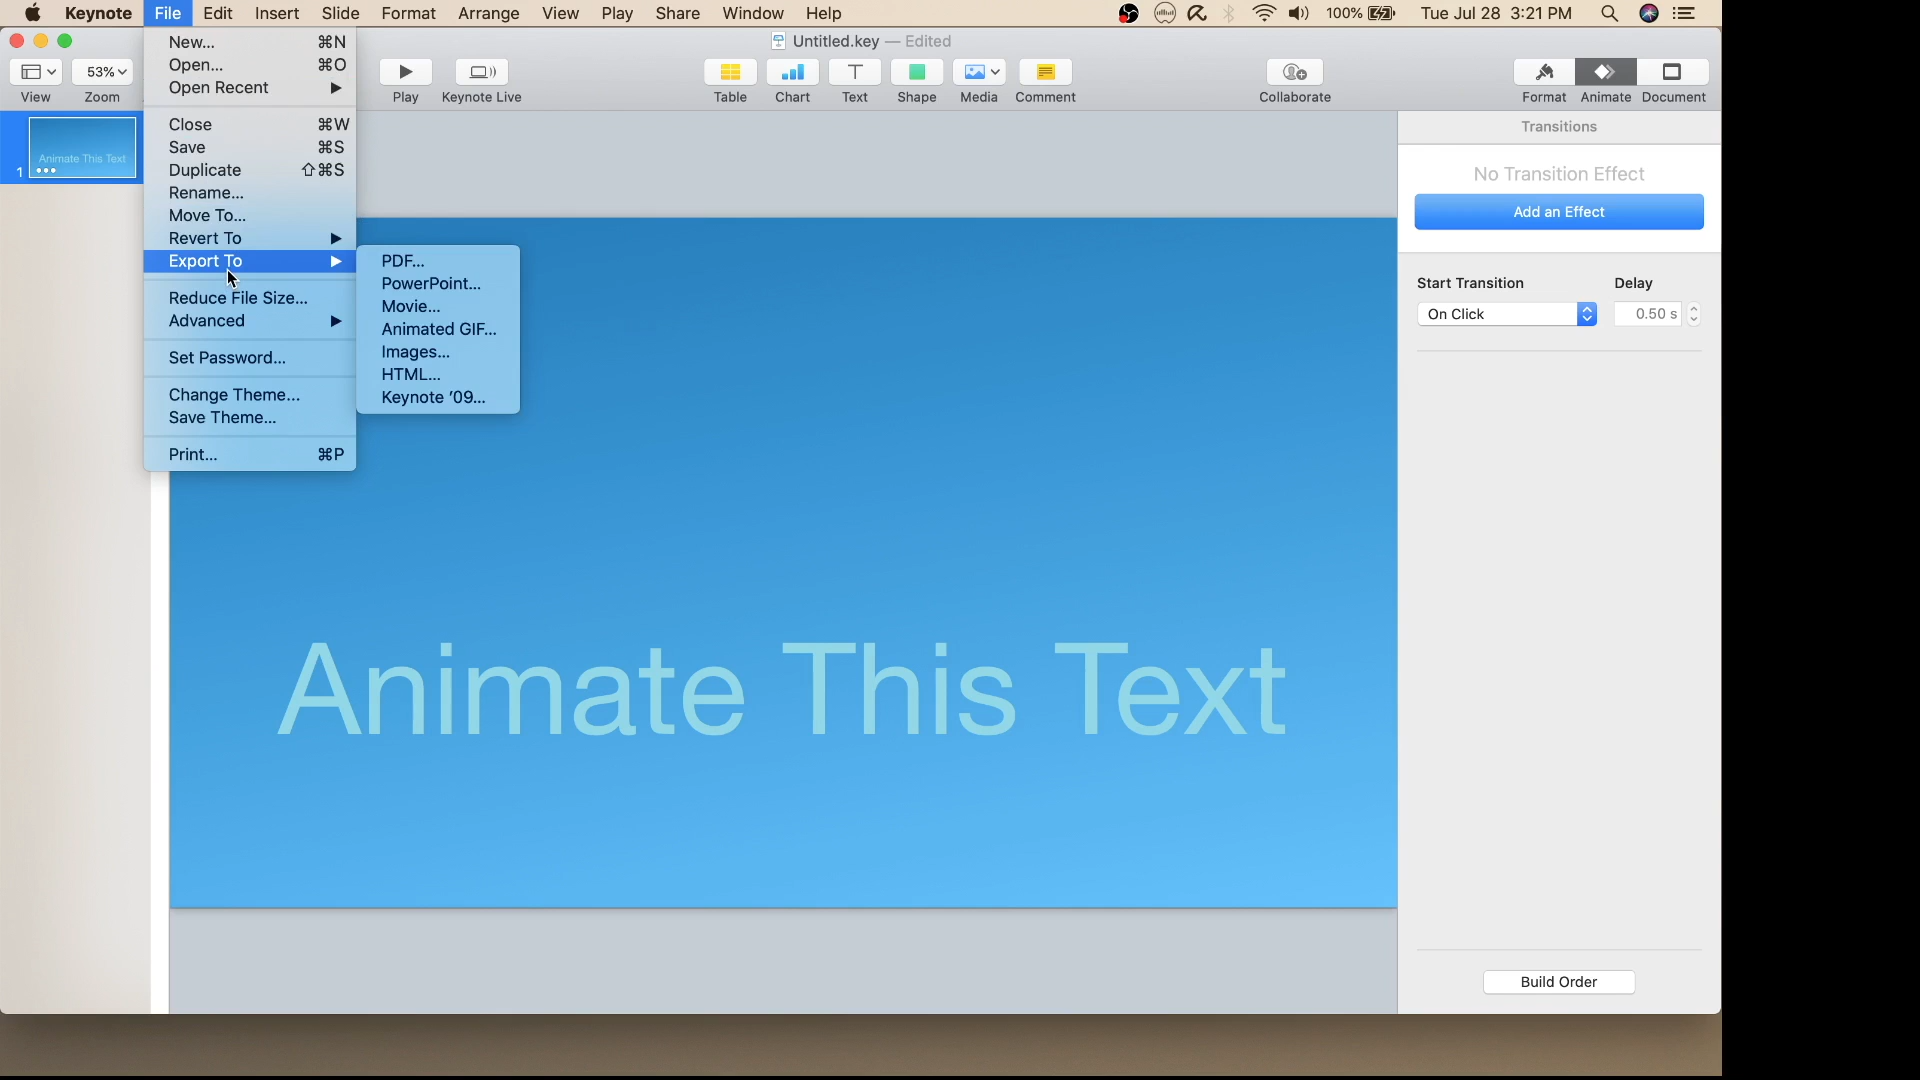 Keynote File Edit Insert Slide Format Arrange View Play Share Window Help 100% Tue Jul 28 3:21 PM
Untitled.key — Edited
53%
View Zoom Play Keynote Live Table Chart Text Shape Media Comment Collaborate Format Animate Document
New... ⌘N
Open... ⌘O
Open Recent ▶
Close ⌘W
Save ⌘S
Duplicate ⇧⌘S
Rename...
Move To...
Revert To ▶
Export To ▶
Reduce File Size...
Advanced ▶
Set Password...
Change Theme...
Save Theme...
Print... ⌘P
PDF...
PowerPoint...
Movie...
Animated GIF...
Images...
HTML...
Keynote '09...
Animate This Text
1
Animate This Text
Transitions
No Transition Effect
Add an Effect
Start Transition Delay
On Click 0.50 s
Build Order